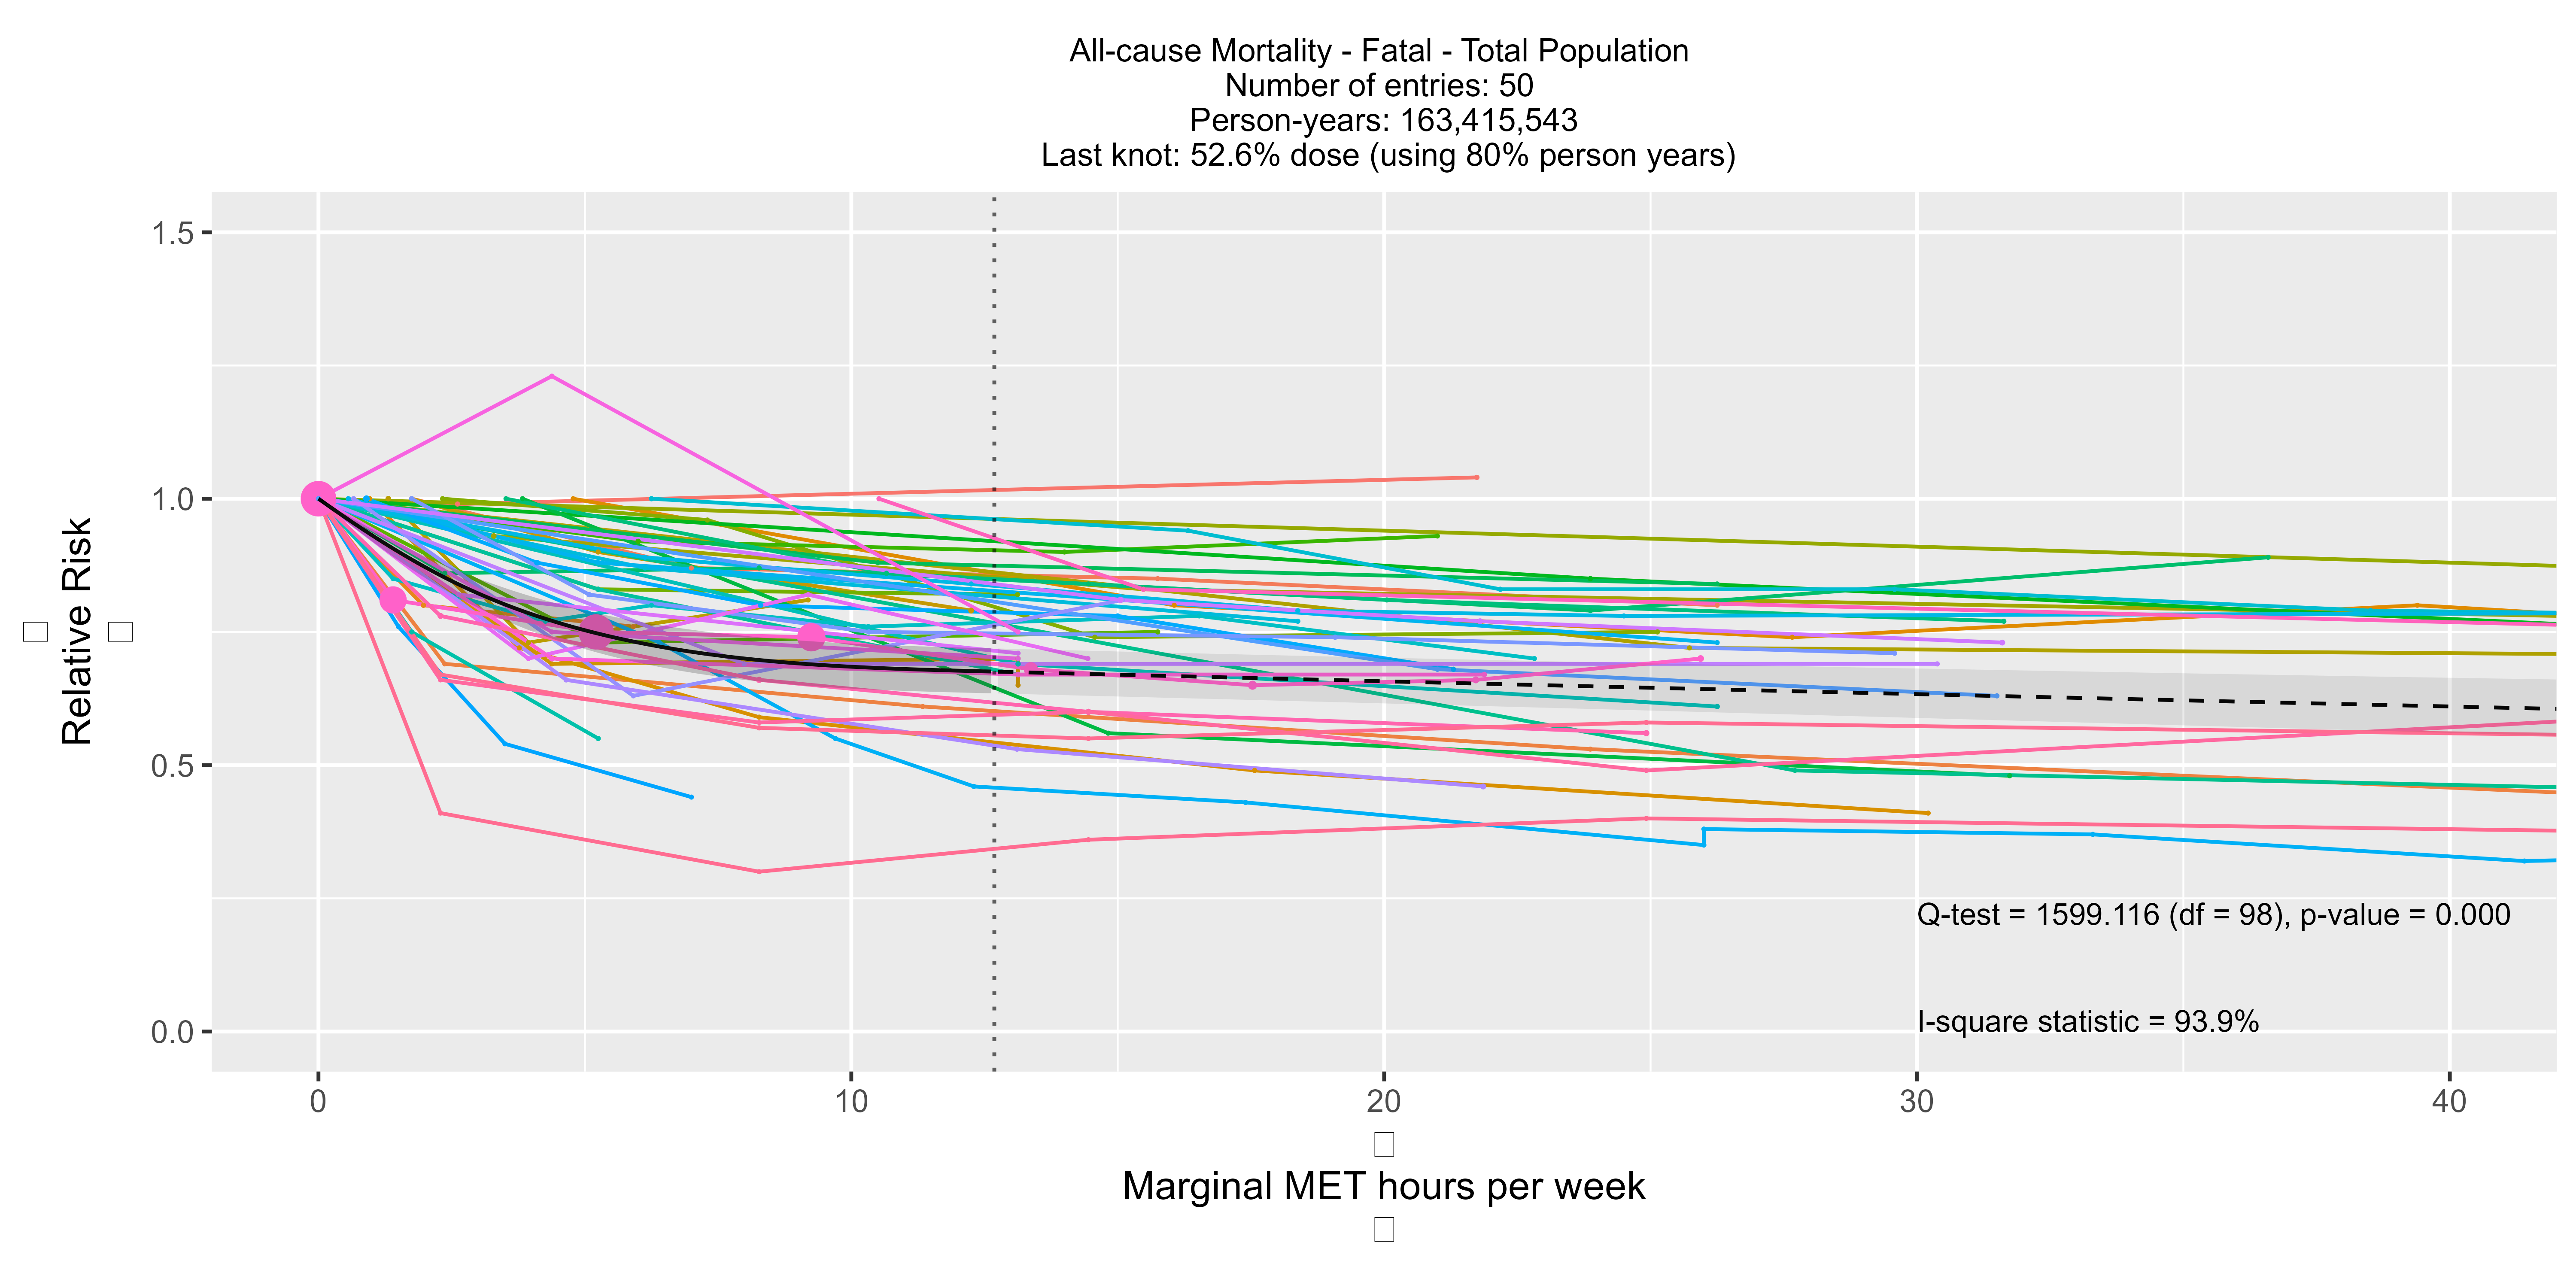 All-cause Mortality - Fatal - Total Population
Number of entries: 50
Person-years: 163,415,543
Last knot: 52.6% dose (using 80% person years)
Relative Risk
1.5
1.0
0.5
0.0
Q-test = 1599.116 (df = 98), p-value = 0.000
I-square statistic = 93.9%
0 10 20 30 40
Marginal MET hours per week